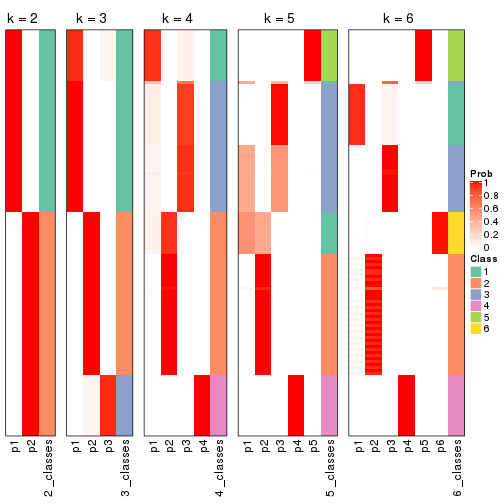 k = 2
k = 3
k = 4
k = 5
k = 6
p1
p2
2_classes
p1
p2
p3
3_classes
p1
p2
p3
p4
4_classes
p1
p2
p3
p4
p5
5_classes
p1
p2
p3
p4
p5
p6
6_classes
Prob
1
0.8
0.6
0.4
0.2
0
Class
1
2
3
4
5
6